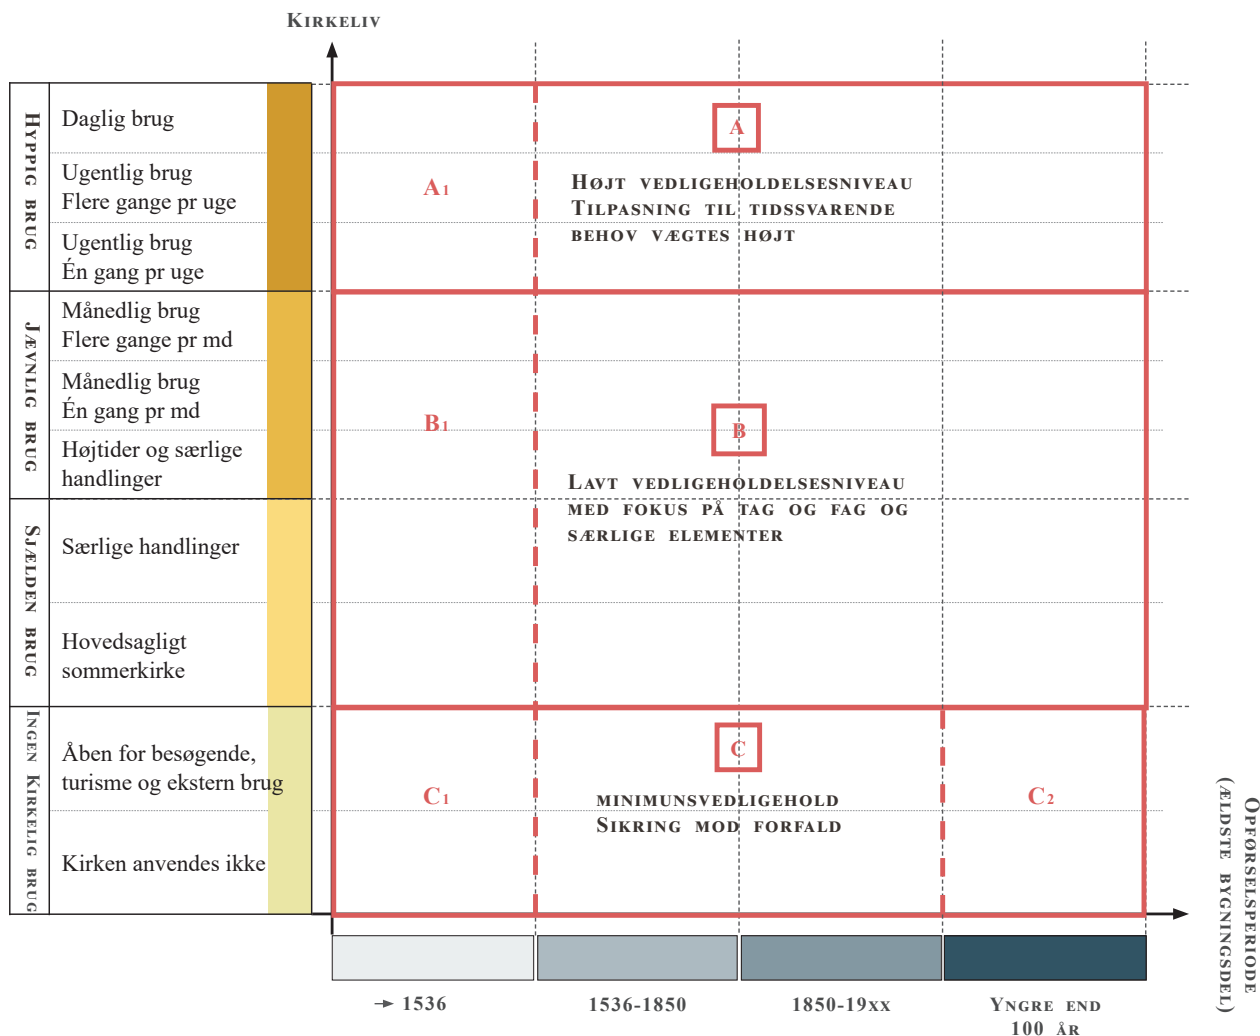 Kirkeliv
Hyppig brug
Daglig brug
Ugentlig brug
Flere gange pr uge
Ugentlig brug
Én gang pr uge
Jævnlig brug
Månedlig brug
Flere gange pr md
Månedlig brug
Én gang pr md
Højtider og særlige
handlinger
Sjælden brug
Særlige handlinger
Hovedsagligt
sommerkirke
Ingen Kirkelig brug
Åben for besøgende,
turisme og ekstern brug
Kirken anvendes ikke
A1
A
Højt vedligeholdelsesniveau
Tilpasning til tidssvarende
behov vægtes højt
B1
B
Lavt vedligeholdelsesniveau
med fokus på tag og fag og
særlige elementer
C1
C
minimunsvedligehold
Sikring mod forfald
C2
→ 1536
1536-1850
1850-19xx
Yngre end
100 år
Opførselsperiode
(ældste bygningsdel)